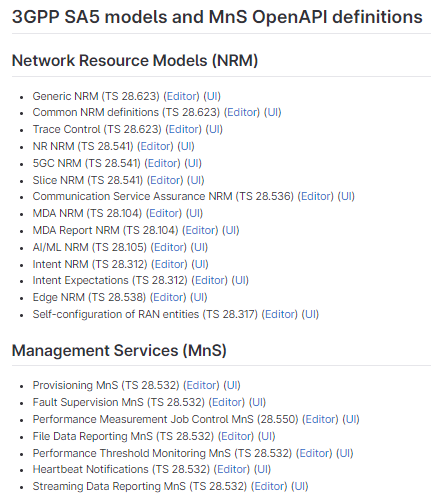 3GPP SA5 models and MnS OpenAPI definitions
Network Resource Models (NRM)
Generic NRM (TS 28.623) (Editor) (UI)
Common NRM definitions (TS 28.623) (Editor) (UI)
Trace Control (TS 28.623) (Editor) (UI)
NR NRM (TS 28.541) (Editor) (UI)
5GC NRM (TS 28.541) (Editor) (UI)
Slice NRM (TS 28.541) (Editor) (UI)
Communication Service Assurance NRM (TS 28.536) (Editor) (UI)
MDA NRM (TS 28.104) (Editor) (UI)
MDA Report NRM (TS 28.104) (Editor) (UI)
AI/ML NRM (TS 28.105) (Editor) (UI)
Intent NRM (TS 28.312) (Editor) (UI)
Intent Expectations (TS 28.312) (Editor) (UI)
Edge NRM (TS 28.538) (Editor) (UI)
Self-configuration of RAN entities (TS 28.317) (Editor) (UI)
Management Services (MnS)
Provisioning MnS (TS 28.532) (Editor) (UI)
Fault Supervision MnS (TS 28.532) (Editor) (UI)
Performance Measurement Job Control MnS (28.550) (Editor) (UI)
File Data Reporting MnS (TS 28.532) (Editor) (UI)
Performance Threshold Monitoring MnS (TS 28.532) (Editor) (UI)
Heartbeat Notifications (TS 28.532) (Editor) (UI)
Streaming Data Reporting MnS (TS 28.532) (Editor) (UI)